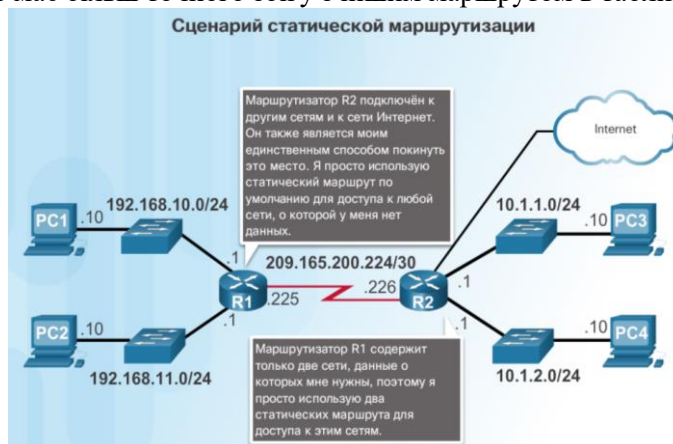 Сценарий статической маршрутизации
Маршрутизатор R2 подключён к
другим сетям и к сети Интернет.
Он также является моим
единственным способом покинуть
это место. Я просто использую
статический маршрут по
умолчанию для доступа к любой
сети, о которой у меня нет
данных.
Internet
PC1
.10
192.168.10.0/24
10.1.1.0/24
.10
PC3
.1
209.165.200.224/30
.1
R1
.225
.226
R2
PC2
.10
.1
192.168.11.0/24
.1
.10
PC4
10.1.2.0/24
Маршрутизатор R1 содержит
только две сети, данные о
которых мне нужны, поэтому я
просто использую два
статических маршрута для
доступа к этим сетям.